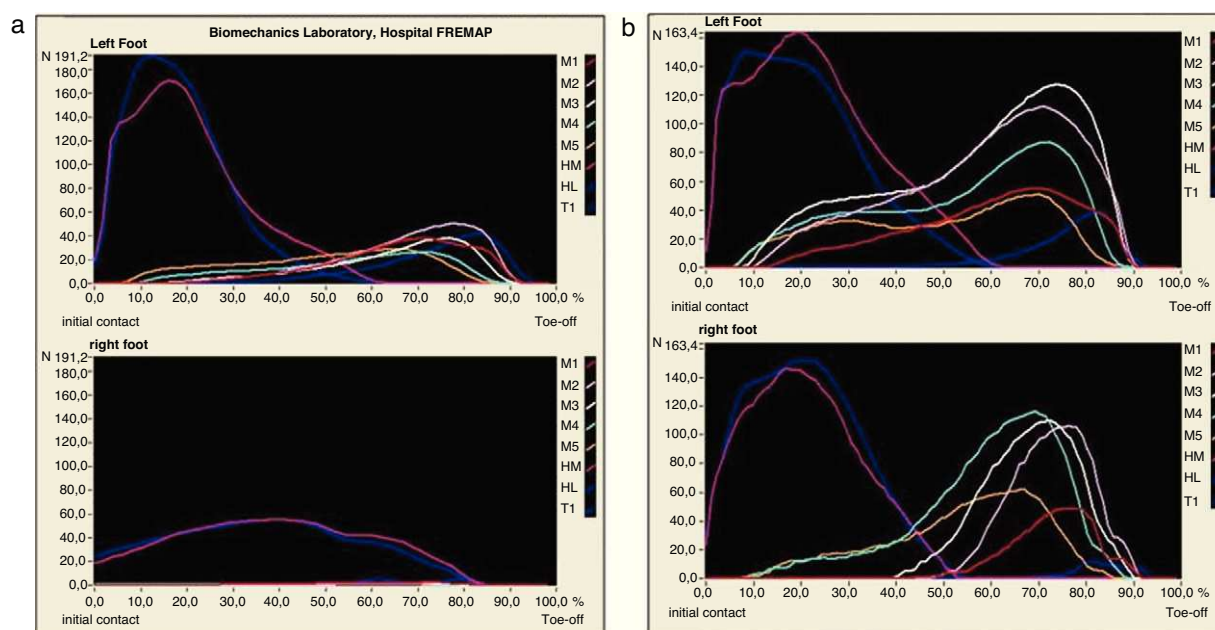 a
Biomechanics Laboratory, Hospital FREMAP
Left Foot
N 191,2
180,0
160,0
140,0
120,0
100,0
80,0
60,0
40,0
20,0
0,0
0,0 10,0 20,0 30,0 40,0 50,0 60,0 70,0 80,0 90,0 100,0 %
initial contact Toe-off
M1
M2
M3
M4
M5
HM
HL
T1
right foot
N 191,2
180,0
160,0
140,0
120,0
100,0
80,0
60,0
40,0
20,0
0,0
0,0 10,0 20,0 30,0 40,0 50,0 60,0 70,0 80,0 90,0 100,0 %
initial contact Toe-off
M1
M2
M3
M4
M5
HM
HL
T1
b
Left Foot
N 163,4
140,0
120,0
100,0
80,0
60,0
40,0
20,0
0,0
0,0 10,0 20,0 30,0 40,0 50,0 60,0 70,0 80,0 90,0 100,0 %
initial contact Toe-off
M1
M2
M3
M4
M5
HM
HL
T1
right foot
N 163,4
140,0
120,0
100,0
80,0
60,0
40,0
20,0
0,0
0,0 10,0 20,0 30,0 40,0 50,0 60,0 70,0 80,0 90,0 100,0 %
initial contact Toe-off
M1
M2
M3
M4
M5
HM
HL
T1